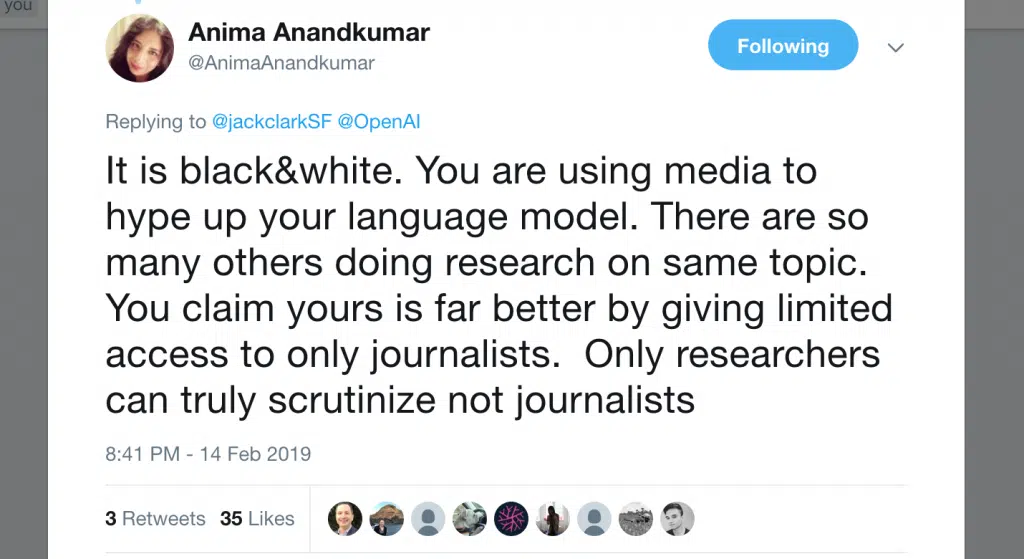 you
Anima Anandkumar
@AnimaAnandkumar
Following
Replying to @jackclarkSF @OpenAI
It is black&white. You are using media to
hype up your language model. There are so
many others doing research on same topic.
You claim yours is far better by giving limited
access to only journalists.  Only researchers
can truly scrutinize not journalists
8:41 PM - 14 Feb 2019
3 Retweets 35 Likes